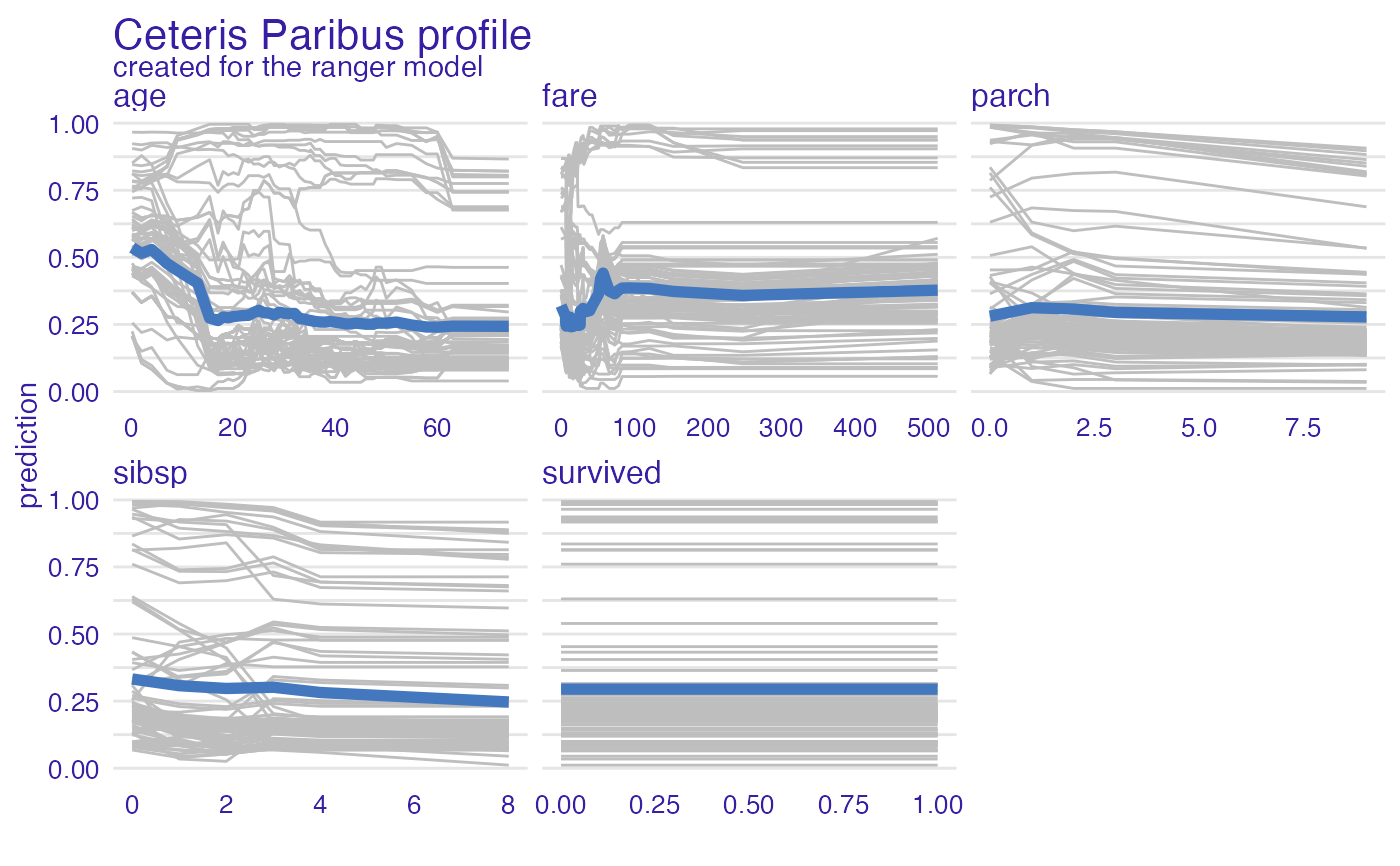 Ceteris Paribus profile
created for the ranger model
age fare parch
1.00
0.75
0.50
0.25
0.00
0 20 40 60 0 100 200 300 400 500 0.0 2.5 5.0 7.5
prediction
sibsp survived
1.00
0.75
0.50
0.25
0.00
0 2 4 6 8 0.00 0.25 0.50 0.75 1.00